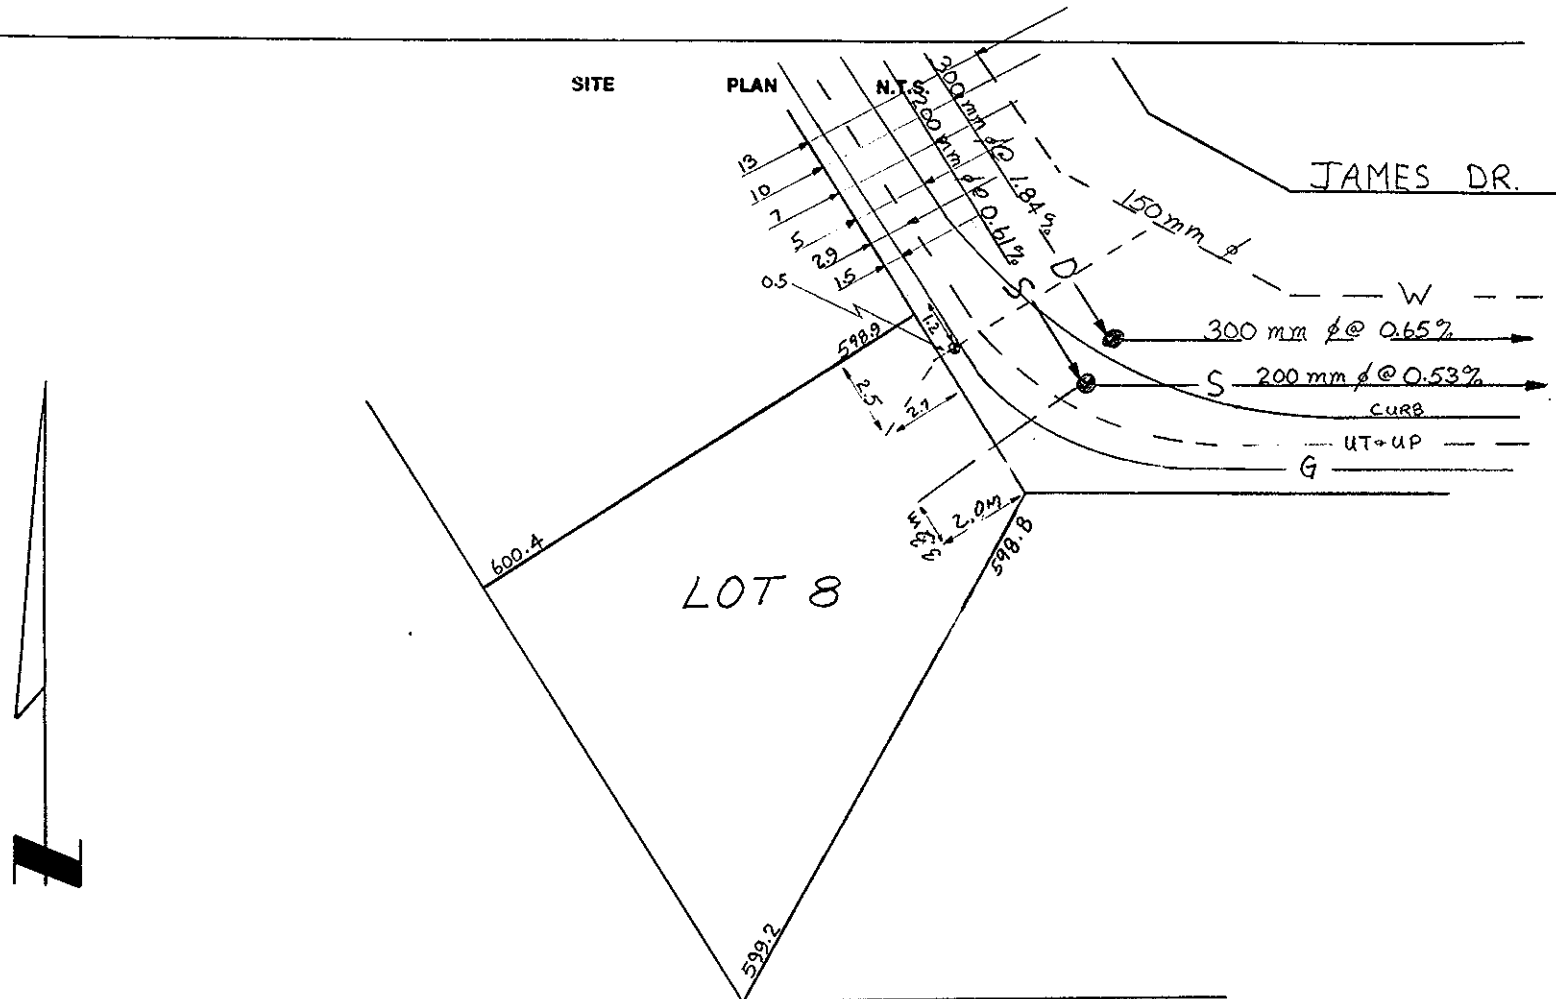 SITE PLAN N.T.S.
300 mm ø @ 1.84%
200 mm ø @ 0.61%
JAMES DR.
150 mm ø
13
10
7
5
2.9
1.5
0.5
1.2
D
S
W
300 mm ø @ 0.65%
S 200 mm ø @ 0.53%
CURB
UT+UP
G
598.9
2.5
2.7
2.0M
598.8
600.4
LOT 8
599.2
N